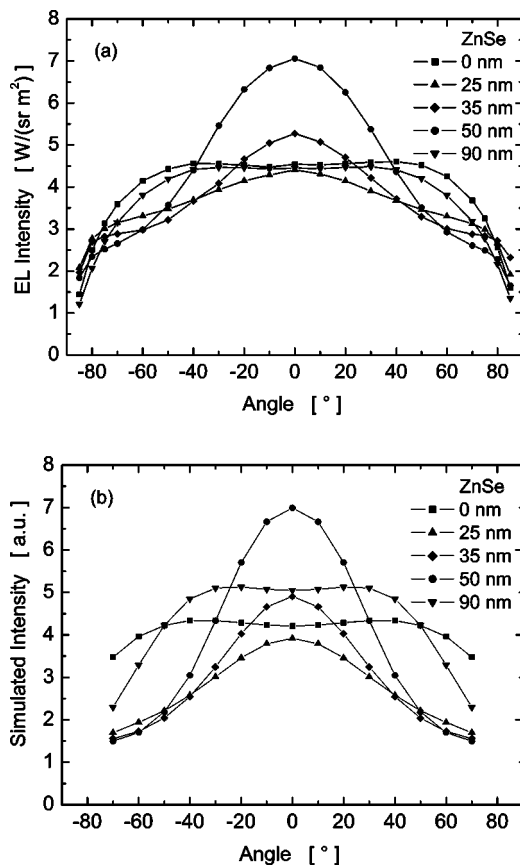 (a)
ZnSe
0 nm
25 nm
35 nm
50 nm
90 nm
EL Intensity [ W/(sr m²) ]
8
7
6
5
4
3
2
1
0
-80 -60 -40 -20 0 20 40 60 80
Angle [ ° ]
(b)
ZnSe
0 nm
25 nm
35 nm
50 nm
90 nm
Simulated Intensity [ a.u. ]
8
7
6
5
4
3
2
1
0
-80 -60 -40 -20 0 20 40 60 80
Angle [ ° ]